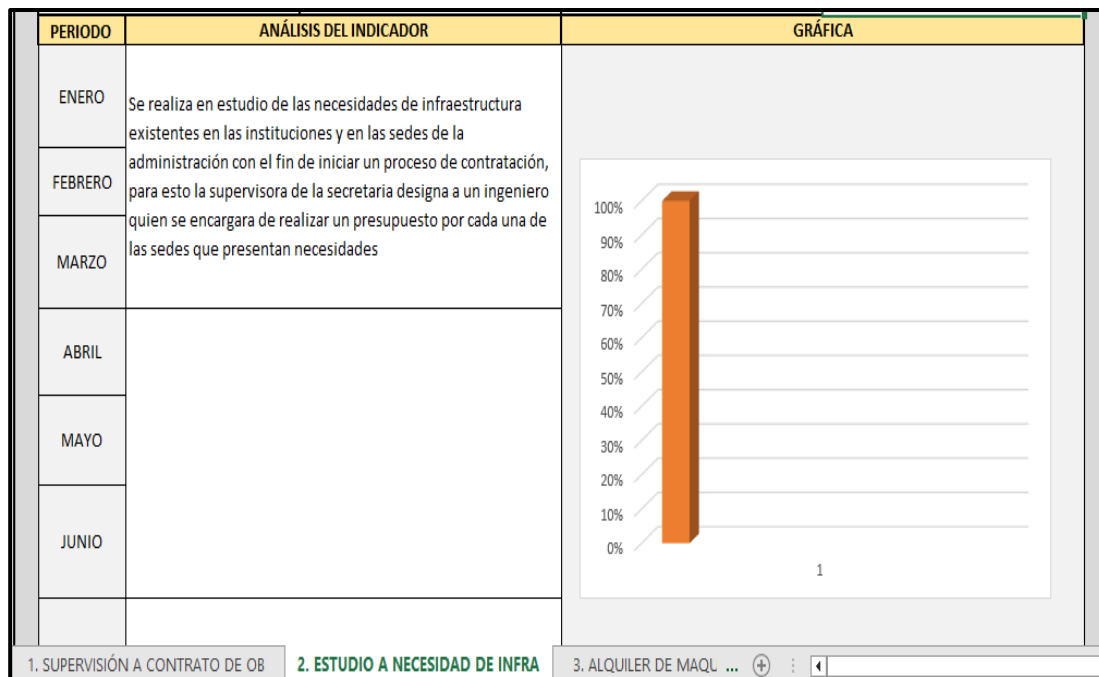 PERIODO
ANÁLISIS DEL INDICADOR
GRÁFICA
ENERO
FEBRERO
MARZO
Se realiza en estudio de las necesidades de infraestructura
existentes en las instituciones y en las sedes de la
administración con el fin de iniciar un proceso de contratación,
para esto la supervisora de la secretaria designa a un ingeniero
quien se encargara de realizar un presupuesto por cada una de
las sedes que presentan necesidades
ABRIL
MAYO
JUNIO
100%
90%
80%
70%
60%
50%
40%
30%
20%
10%
0%
1
1. SUPERVISIÓN A CONTRATO DE OB
2. ESTUDIO A NECESIDAD DE INFRA
3. ALQUILER DE MAQU ...